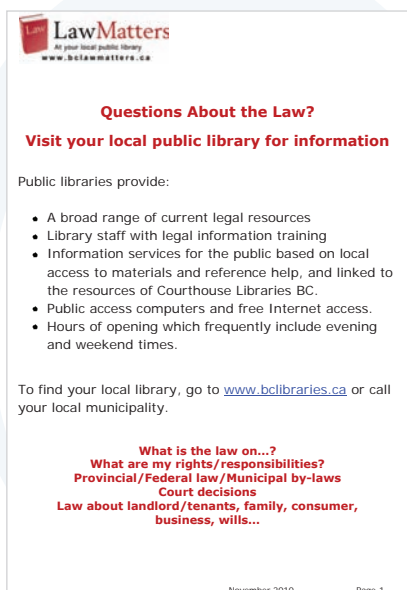 Law
LawMatters
At your local public library
www.bclawmatters.ca
Questions About the Law?
Visit your local public library for information
Public libraries provide:
• A broad range of current legal resources
• Library staff with legal information training
• Information services for the public based on local
access to materials and reference help, and linked to
the resources of Courthouse Libraries BC.
• Public access computers and free Internet access.
• Hours of opening which frequently include evening
and weekend times.
To find your local library, go to www.bclibraries.ca or call
your local municipality.
What is the law on...?
What are my rights/responsibilities?
Provincial/Federal law/Municipal by-laws
Court decisions
Law about landlord/tenants, family, consumer,
business, wills...
November 2010 Page 1